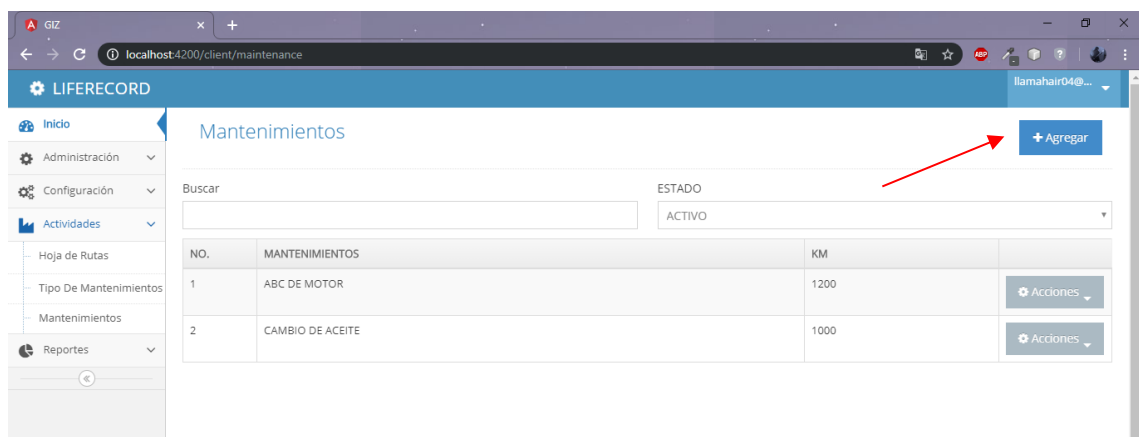 GIZ
localhost:4200/client/maintenance
ABP
LIFERECORD
llamahair04@...
Inicio
Administración
Configuración
Actividades
Hoja de Rutas
Tipo De Mantenimientos
Mantenimientos
Reportes
Mantenimientos
+ Agregar
Buscar
ESTADO
ACTIVO
NO. MANTENIMIENTOS KM
1 ABC DE MOTOR 1200 Acciones
2 CAMBIO DE ACEITE 1000 Acciones